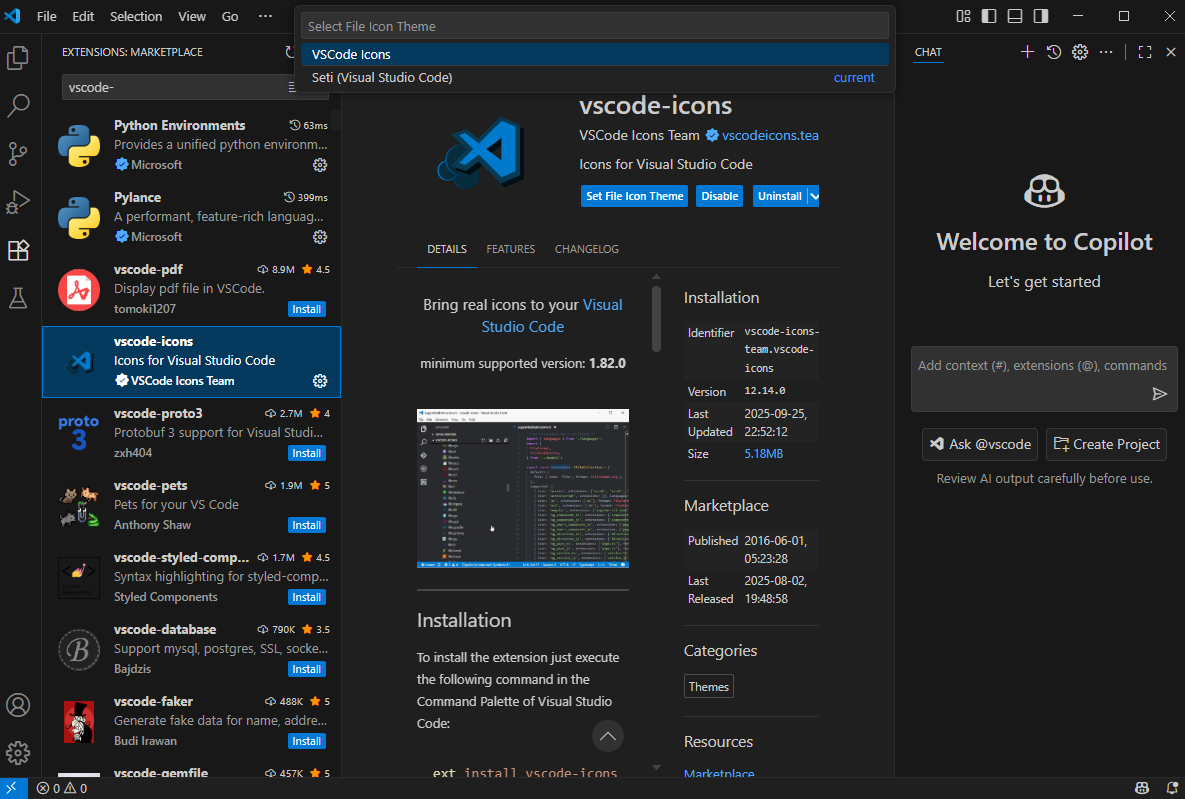 File Edit Selection View Go ···
Select File Icon Theme
VSCode Icons
Seti (Visual Studio Code) current
EXTENSIONS: MARKETPLACE
vscode-
Python Environments 63ms
Provides a unified python environm...
Microsoft
Pylance 399ms
A performant, feature-rich languag...
Microsoft
vscode-pdf 8.9M 4.5
Display pdf file in VSCode.
tomoki1207 Install
vscode-icons
Icons for Visual Studio Code
VSCode Icons Team
proto
3
vscode-proto3 2.7M 4
Protobuf 3 support for Visual Studi...
zxh404 Install
vscode-pets 1.9M 5
Pets for your VS Code
Anthony Shaw Install
vscode-styled-comp... 1.7M 4.5
Syntax highlighting for styled-comp...
Styled Components Install
B
vscode-database 790K 3.5
Support mysql, postgres, SSL, socke...
Bajdzis Install
vscode-faker 488K 5
Generate fake data for name, addre...
Budi Irawan Install
vscode-gemfile 457K 5
0 0
vscode-icons
VSCode Icons Team vscodeicons.tea
Icons for Visual Studio Code
Set File Icon Theme Disable Uninstall
DETAILS FEATURES CHANGELOG
Bring real icons to your Visual
Studio Code
minimum supported version: 1.82.0
Installation
To install the extension just execute
the following command in the
Command Palette of Visual Studio
Code:
ext install vscode-icons
Installation
Identifier vscode-icons-
team.vscode-
icons
Version 12.14.0
Last 2025-09-25,
Updated 22:52:12
Size 5.18MB
Marketplace
Published 2016-06-01,
05:23:28
Last 2025-08-02,
Released 19:48:58
Categories
Themes
Resources
Marketplace
CHAT
Welcome to Copilot
Let's get started
Add context (#), extensions (@), commands
Ask @vscode Create Project
Review AI output carefully before use.